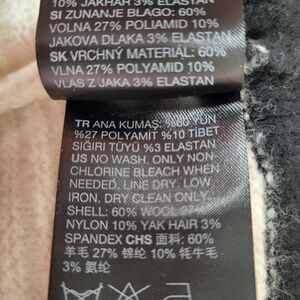 10% JAKHAR 3% ELASTAN
SI ZUNANJE BLAGO: 60%
VOLNA 27% POLIAMID 10%
JAKOVA DLAKA 3% ELASTAN
SK VRCHNÝ MATERIÁL: 60%
VLNA 27% POLYAMID 10%
VLAS Z JAKA 3% ELASTAN
TR ANA KUMAŞ: %60 YÜN
%27 POLYAMİT %10 TİBET
SIĞIRI TÜYÜ %3 ELASTAN
US NO WASH. ONLY NON-
CHLORINE BLEACH WHEN
NEEDED. LINE DRY. LOW
IRON. DRY CLEAN ONLY.
SHELL: 60% WOOL 27%
NYLON 10% YAK HAIR 3%
SPANDEX CHS 面料: 60%
羊毛 27% 锦纶 10% 牦牛毛
3% 氨纶